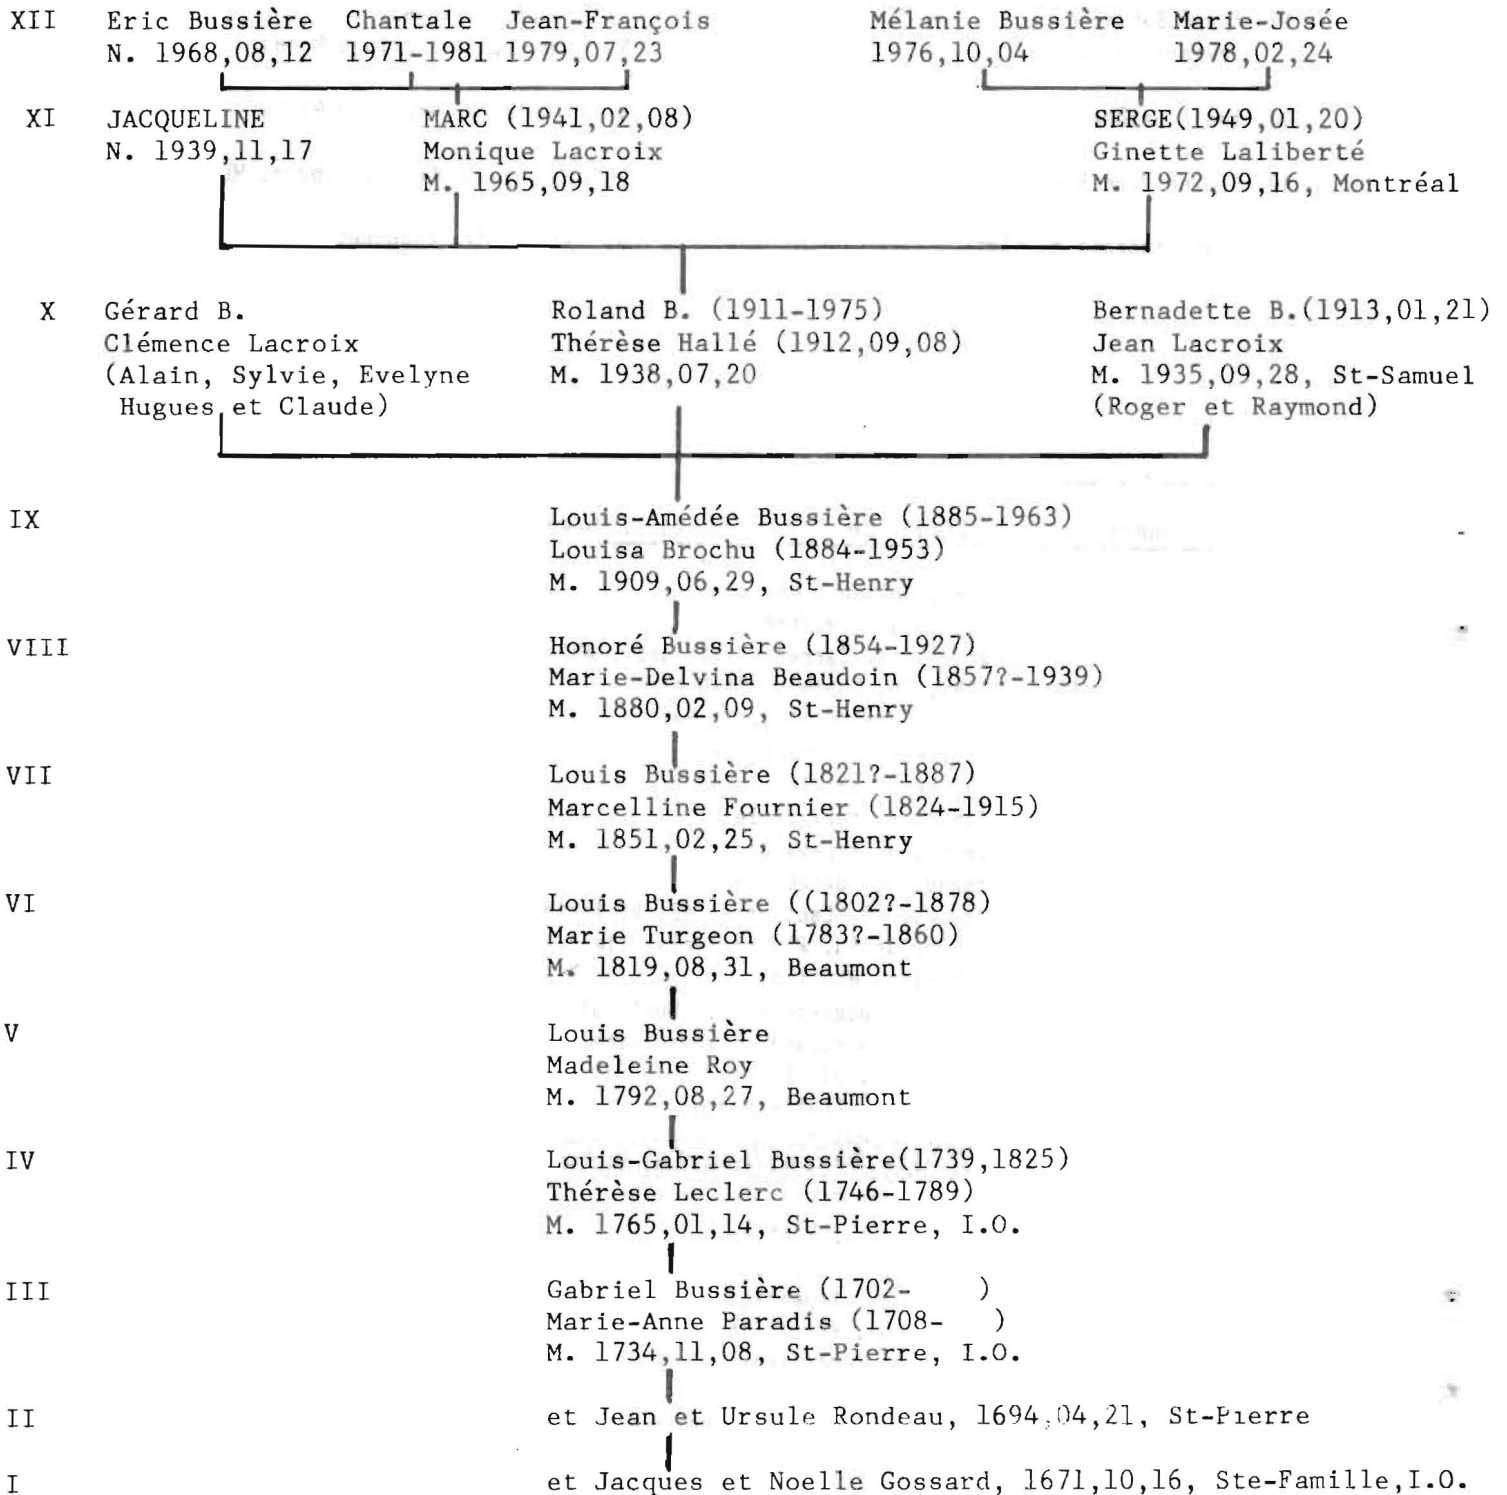 XII Eric Bussière Chantale Jean-François Mélanie Bussière Marie-Josée
N. 1968,08,12 1971-1981 1979,07,23 1976,10,04 1978,02,24
XI JACQUELINE MARC (1941,02,08) SERGE(1949,01,20)
N. 1939,11,17 Monique Lacroix Ginette Laliberté
M. 1965,09,18 M. 1972,09,16, Montréal
X Gérard B. Roland B. (1911-1975) Bernadette B.(1913,01,21)
Clémence Lacroix Thérèse Hallé (1912,09,08) Jean Lacroix
(Alain, Sylvie, Evelyne M. 1938,07,20 M. 1935,09,28, St-Samuel
Hugues et Claude) (Roger et Raymond)
IX Louis-Amédée Bussière (1885-1963)
Louisa Brochu (1884-1953)
M. 1909,06,29, St-Henry
VIII Honoré Bussière (1854-1927)
Marie-Delvina Beaudoin (1857?-1939)
M. 1880,02,09, St-Henry
VII Louis Bussière (1821?-1887)
Marcelline Fournier (1824-1915)
M. 1851,02,25, St-Henry
VI Louis Bussière ((1802?-1878)
Marie Turgeon (1783?-1860)
M. 1819,08,31, Beaumont
V Louis Bussière
Madeleine Roy
M. 1792,08,27, Beaumont
IV Louis-Gabriel Bussière(1739,1825)
Thérèse Leclerc (1746-1789)
M. 1765,01,14, St-Pierre, I.O.
III Gabriel Bussière (1702- )
Marie-Anne Paradis (1708- )
M. 1734,11,08, St-Pierre, I.O.
II et Jean et Ursule Rondeau, 1694,04,21, St-Pierre
I et Jacques et Noelle Gossard, 1671,10,16, Ste-Famille,I.O.